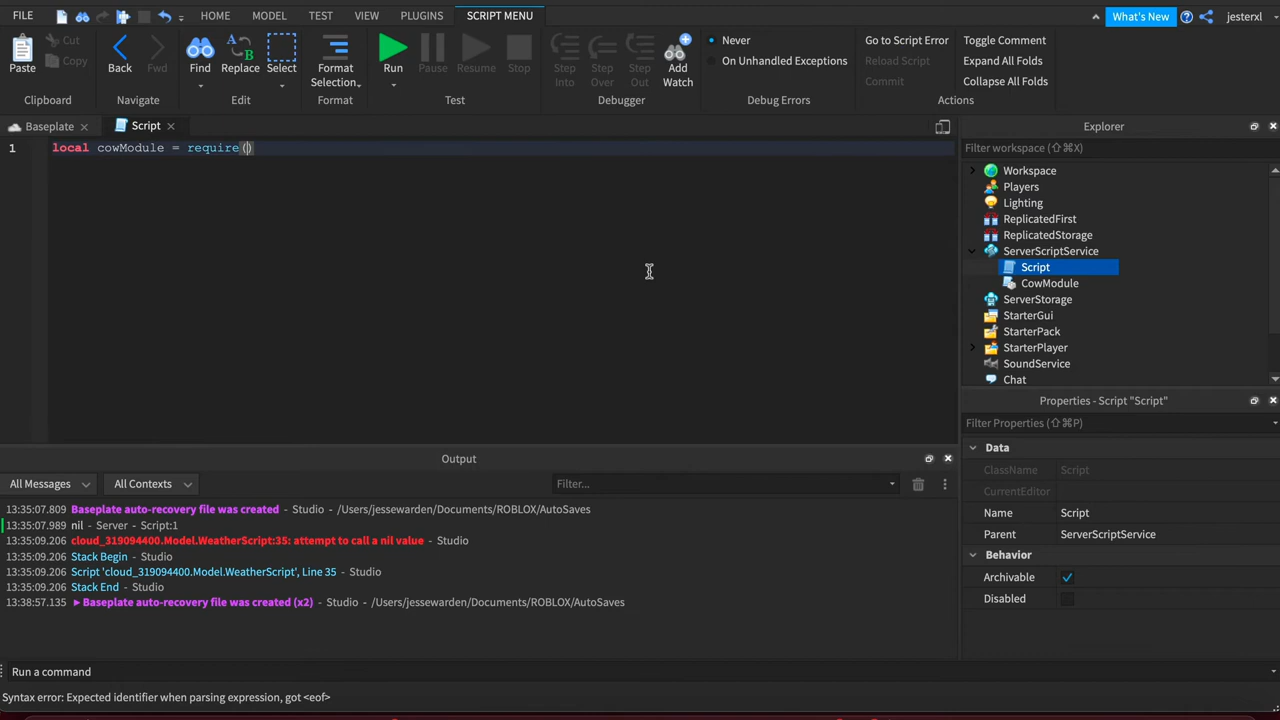 FILE HOME MODEL TEST VIEW PLUGINS SCRIPT MENU What's New jesterxl
Paste Cut Copy Back Fwd Find Replace Select Format Selection Run Pause Resume Stop Step Into Step Over Step Out Add Watch Never On Unhandled Exceptions Go to Script Error Reload Script Commit Toggle Comment Expand All Folds Collapse All Folds
Clipboard Navigate Edit Format Test Debugger Debug Errors Actions
Baseplate Script
1 local cowModule = require()
Explorer
Filter workspace (⇧⌘X)
Workspace
Players
Lighting
ReplicatedFirst
ReplicatedStorage
ServerScriptService
Script
CowModule
ServerStorage
StarterGui
StarterPack
StarterPlayer
SoundService
Chat
Properties - Script "Script"
Filter Properties (⇧⌘P)
Data
ClassName Script
CurrentEditor
Name Script
Parent ServerScriptService
Behavior
Archivable
Disabled
Output
All Messages All Contexts Filter...
13:35:07.809 Baseplate auto-recovery file was created - Studio - /Users/jessewarden/Documents/ROBLOX/AutoSaves
13:35:07.989 nil - Server - Script:1
13:35:09.206 cloud_319094400.Model.WeatherScript:35: attempt to call a nil value - Studio
13:35:09.206 Stack Begin - Studio
13:35:09.206 Script 'cloud_319094400.Model.WeatherScript', Line 35 - Studio
13:35:09.206 Stack End - Studio
13:38:57.135 ►Baseplate auto-recovery file was created (x2) - Studio - /Users/jessewarden/Documents/ROBLOX/AutoSaves
Run a command
Syntax error: Expected identifier when parsing expression, got <eof>